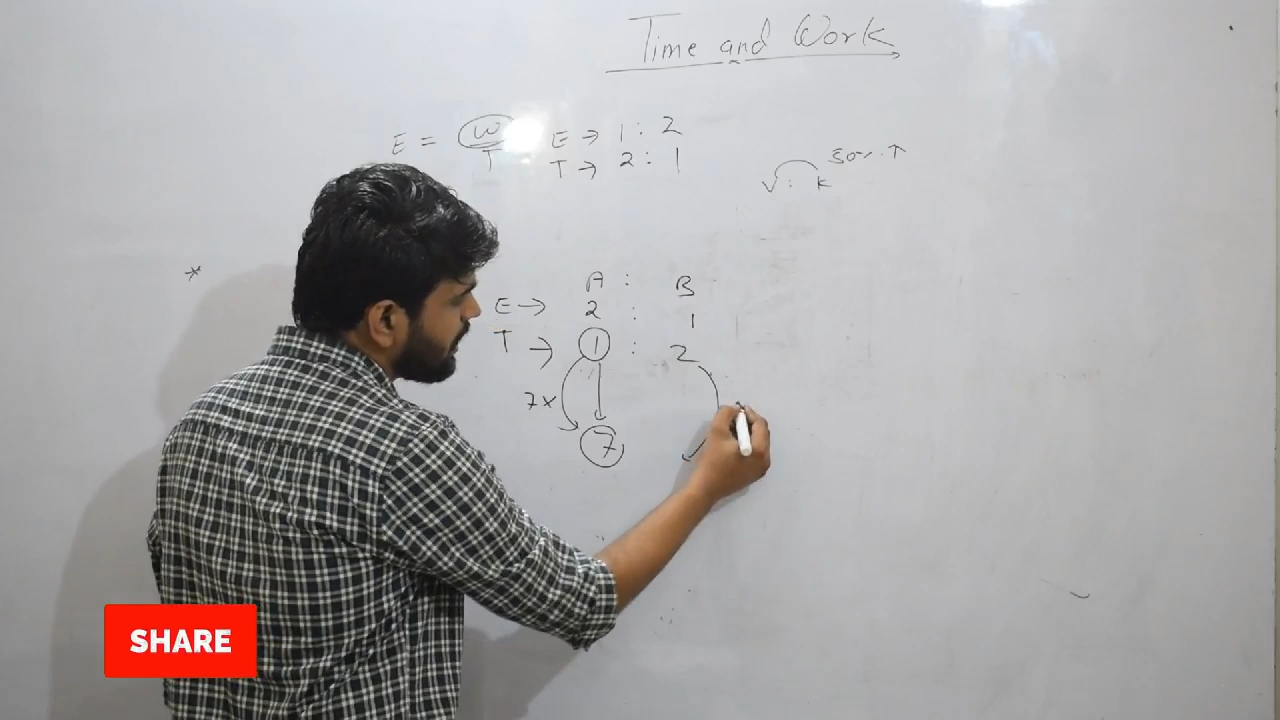 Time and Work
E = W/T
E → 1 : 2
T → 2 : 1
50%↑
: K
*
A : B
E → 2 : 1
T → 1 : 2
7x
7
SHARE